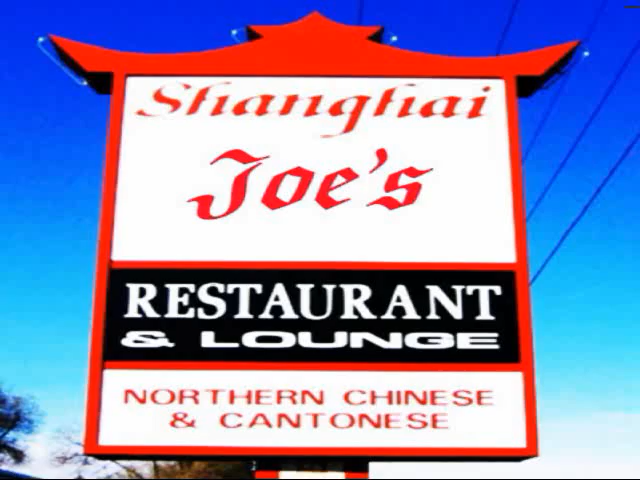 Shanghai
Joe's
RESTAURANT
& LOUNGE
NORTHERN CHINESE
& CANTONESE